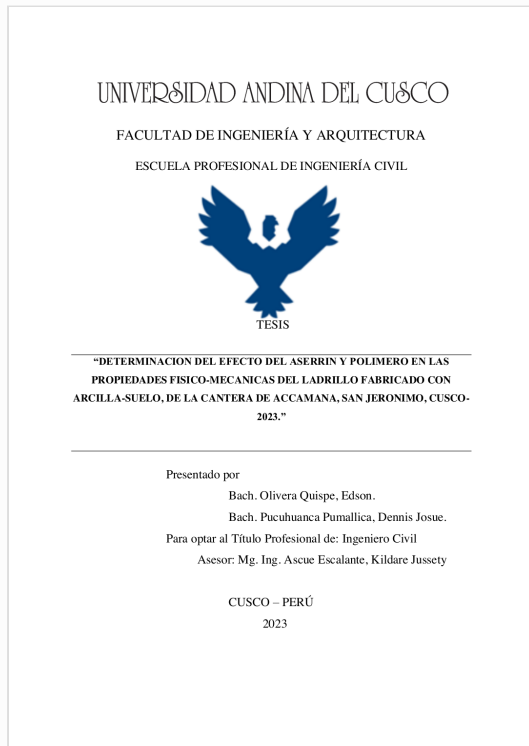 UNIVERSIDAD ANDINA DEL CUSCO
FACULTAD DE INGENIERÍA Y ARQUITECTURA
ESCUELA PROFESIONAL DE INGENIERÍA CIVIL
TESIS
“DETERMINACION DEL EFECTO DEL ASERRIN Y POLIMERO EN LAS
PROPIEDADES FISICO-MECANICAS DEL LADRILLO FABRICADO CON
ARCILLA-SUELO, DE LA CANTERA DE ACCAMANA, SAN JERONIMO, CUSCO-
2023.”
Presentado por
Bach. Olivera Quispe, Edson.
Bach. Pucuhuanca Pumallica, Dennis Josue.
Para optar al Título Profesional de: Ingeniero Civil
Asesor: Mg. Ing. Ascue Escalante, Kildare Jussety
CUSCO – PERÚ
2023